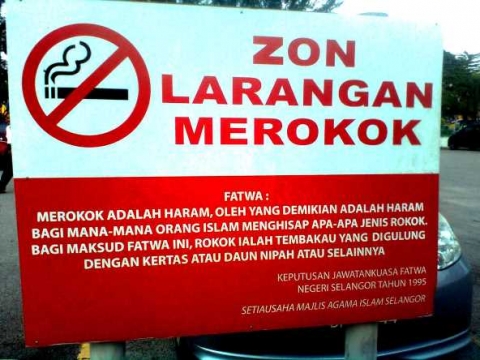 ZON
LARANGAN
MEROKOK
FATWA :
MEROKOK ADALAH HARAM, OLEH YANG DEMIKIAN ADALAH HARAM
BAGI MANA-MANA ORANG ISLAM MENGHISAP APA-APA JENIS ROKOK.
BAGI MAKSUD FATWA INI, ROKOK IALAH TEMBAKAU YANG DIGULUNG
DENGAN KERTAS ATAU DAUN NIPAH ATAU SELAINNYA
KEPUTUSAN JAWATANKUASA FATWA
NEGERI SELANGOR TAHUN 1995
SETIAUSAHA MAJLIS AGAMA ISLAM SELANGOR